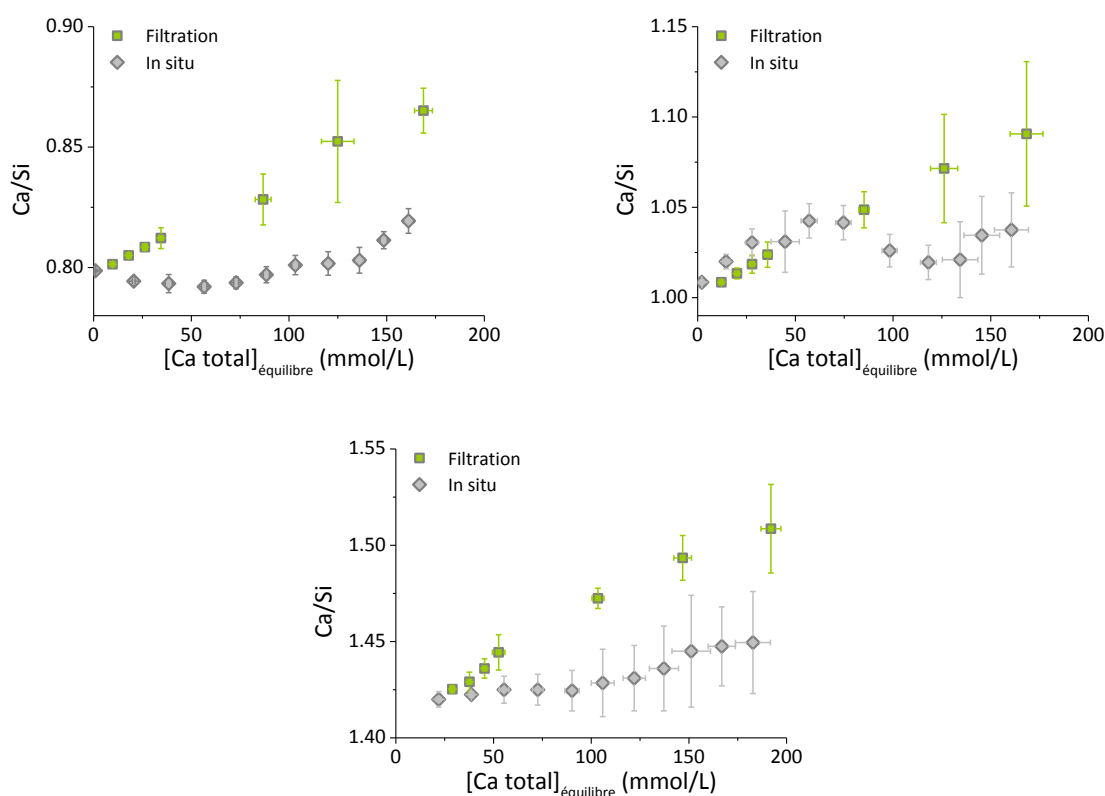 0.90
Filtration
In situ
0.85
0.80
Ca/Si
0
50
100
150
200
[Ca total]équilibre (mmol/L)
1.15
Filtration
In situ
1.10
1.05
1.00
Ca/Si
0
50
100
150
200
[Ca total]équilibre (mmol/L)
1.55
Filtration
In situ
1.50
1.45
1.40
Ca/Si
0
50
100
150
200
[Ca total]équilibre (mmol/L)